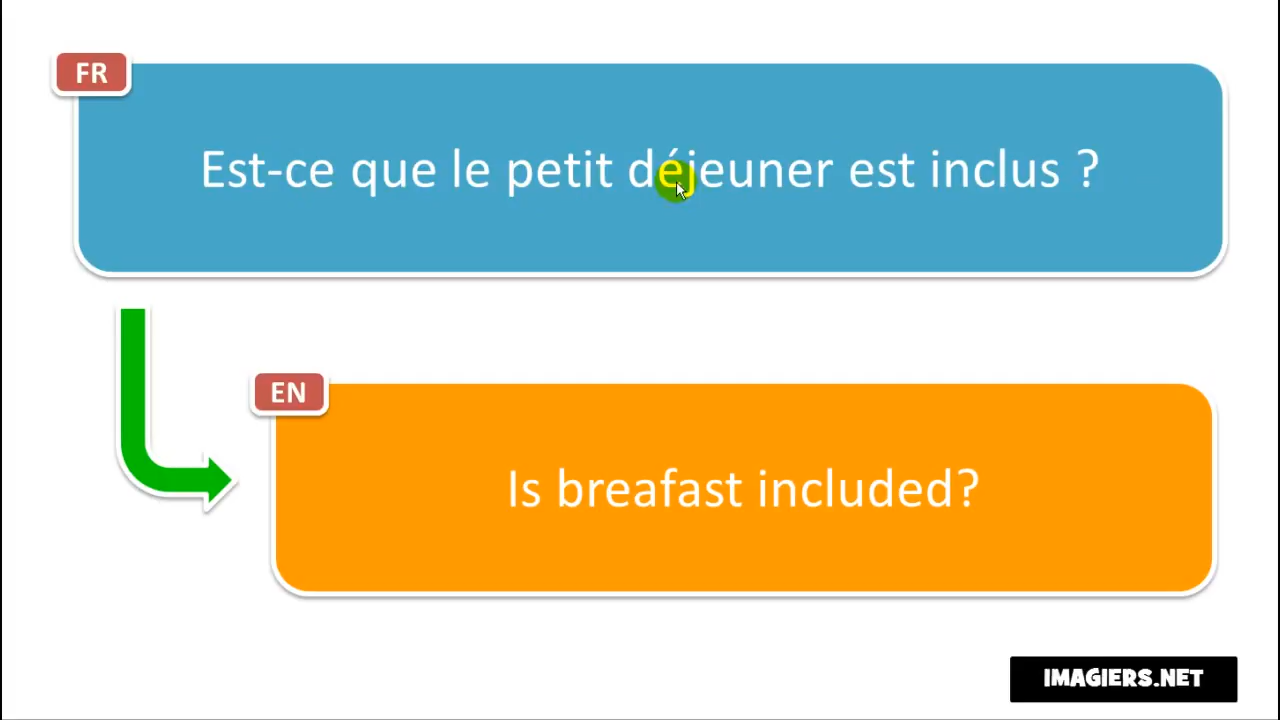 FR
Est-ce que le petit déjeuner est inclus ?
EN
Is breafast included?
IMAGIERS.NET